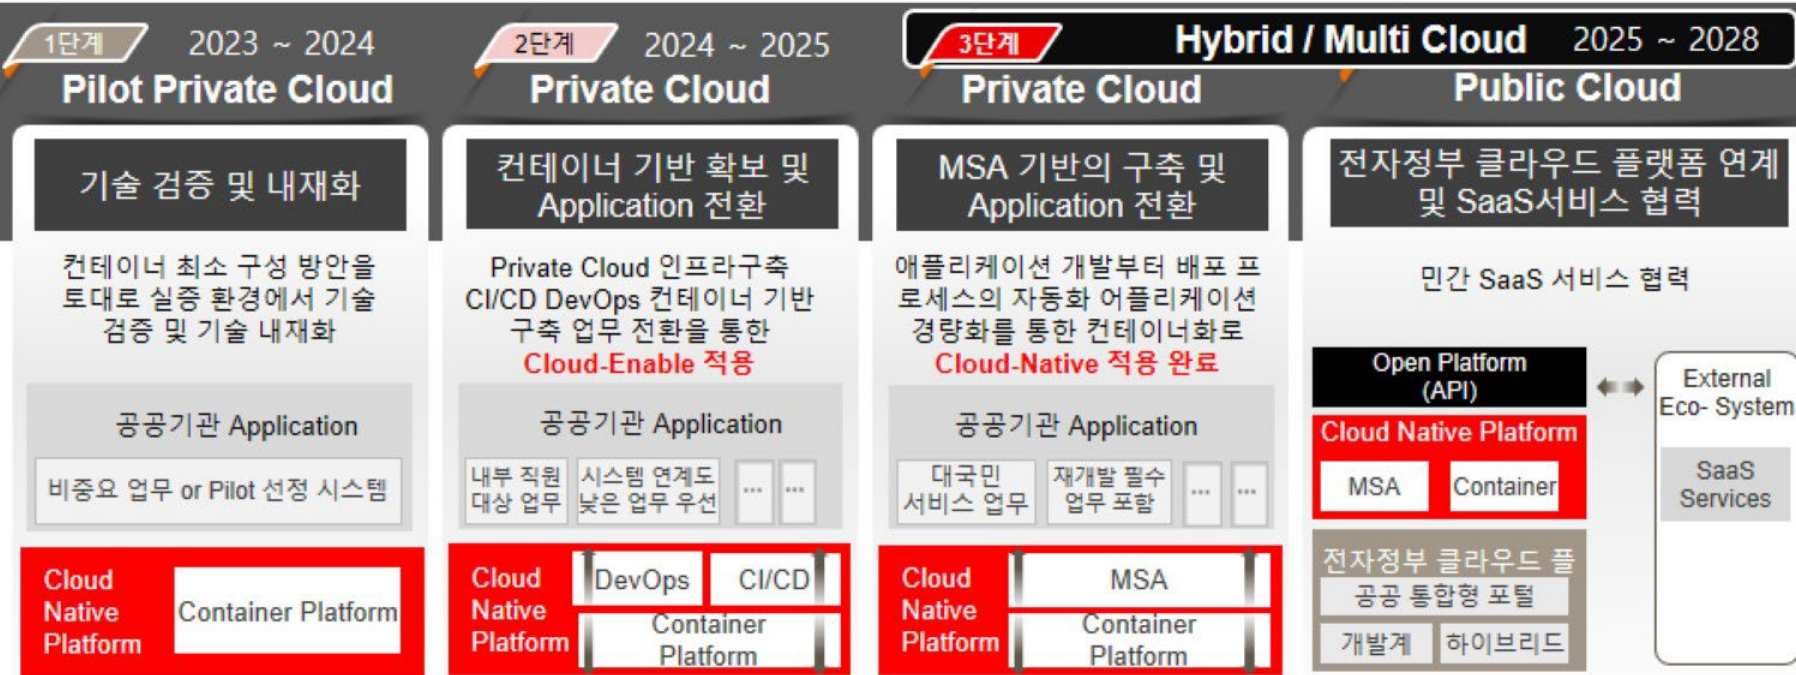 1단계
2023 ~ 2024
Pilot Private Cloud
기술 검증 및 내재화
컨테이너 최소 구성 방안을
토대로 실증 환경에서 기술
검증 및 기술 내재화
공공기관 Application
비중요 업무 or Pilot 선정 시스템
Cloud
Native
Platform
Container Platform
2단계
2024 ~ 2025
Private Cloud
컨테이너 기반 확보 및
Application 전환
Private Cloud 인프라구축
CI/CD DevOps 컨테이너 기반
구축 업무 전환을 통한
Cloud-Enable 적용
공공기관 Application
내부 직원
대상 업무
시스템 연계도
낮은 업무 우선
...
...
Cloud
Native
Platform
DevOps
CI/CD
Container
Platform
3단계
Hybrid / Multi Cloud
2025 ~ 2028
Private Cloud
MSA 기반의 구축 및
Application 전환
애플리케이션 개발부터 배포 프
로세스의 자동화 어플리케이션
경량화를 통한 컨테이너화로
Cloud-Native 적용 완료
공공기관 Application
대국민
서비스 업무
재개발 필수
업무 포함
...
...
Cloud
Native
Platform
MSA
Container
Platform
Public Cloud
전자정부 클라우드 플랫폼 연계
및 SaaS서비스 협력
민간 SaaS 서비스 협력
Open Platform
(API)
Cloud Native Platform
MSA
Container
전자정부 클라우드 플
공공 통합형 포털
개발계
하이브리드
External
Eco- System
SaaS
Services